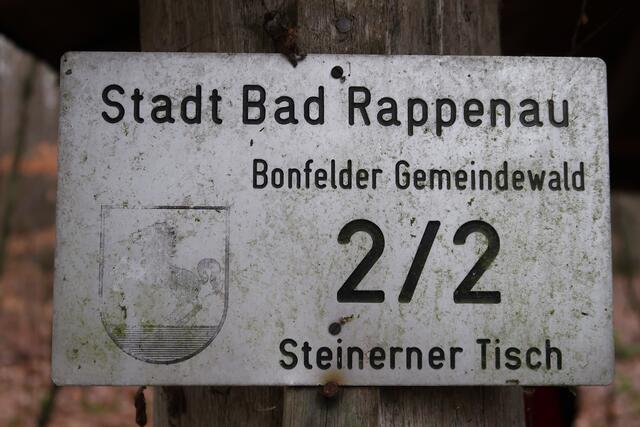 Stadt Bad Rappenau
Bonfelder Gemeindewald
2/2
Steinerner Tisch